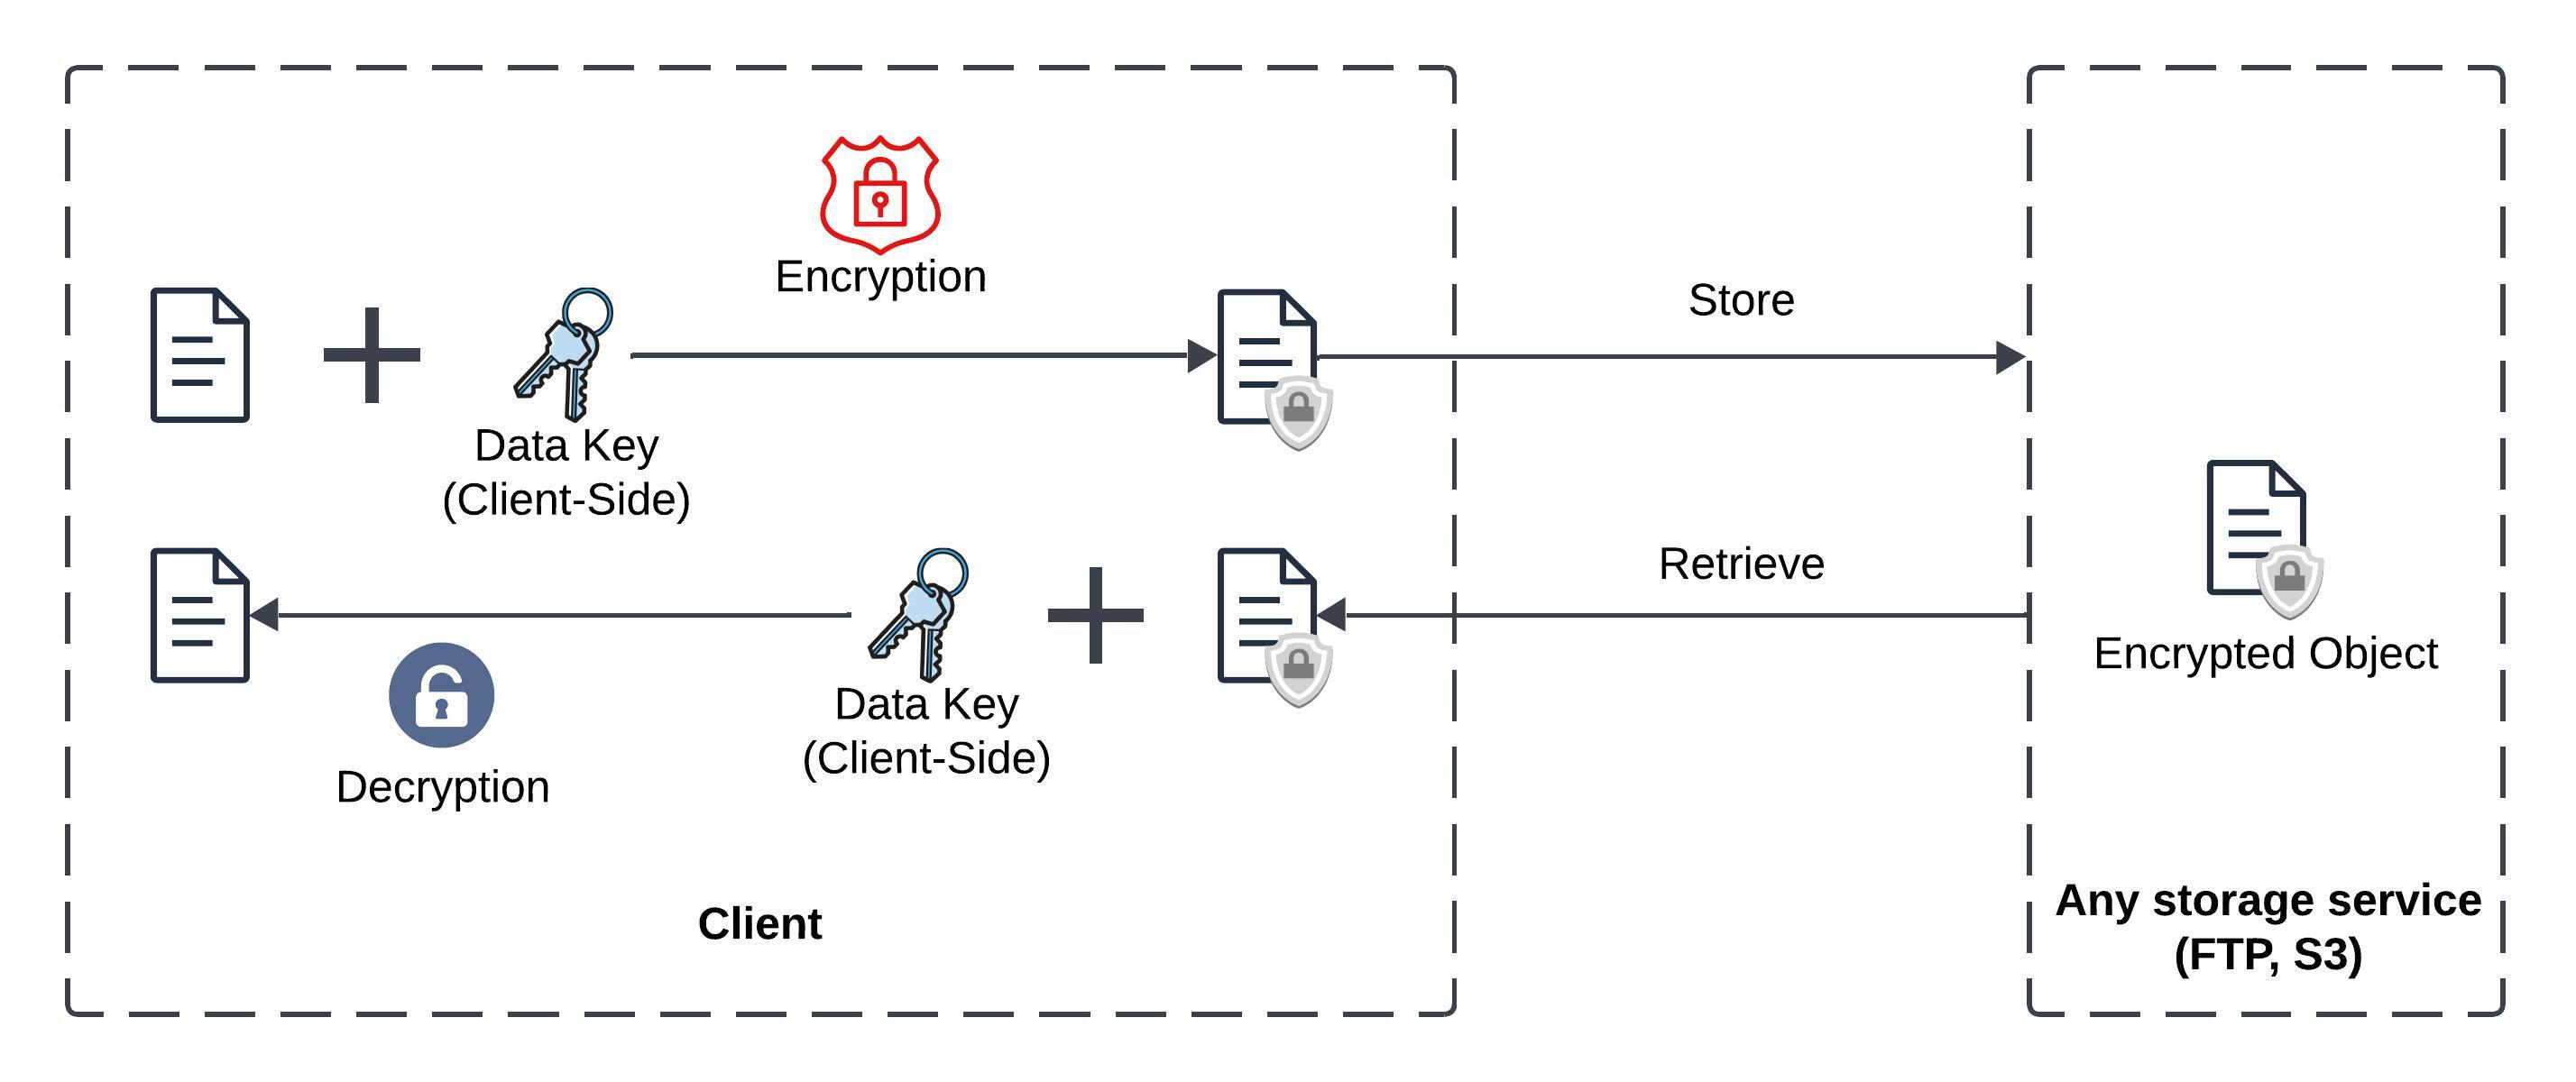 Encryption
Store
Data Key
(Client-Side)
Retrieve
Encrypted Object
Data Key
(Client-Side)
Decryption
Client
Any storage service
(FTP, S3)